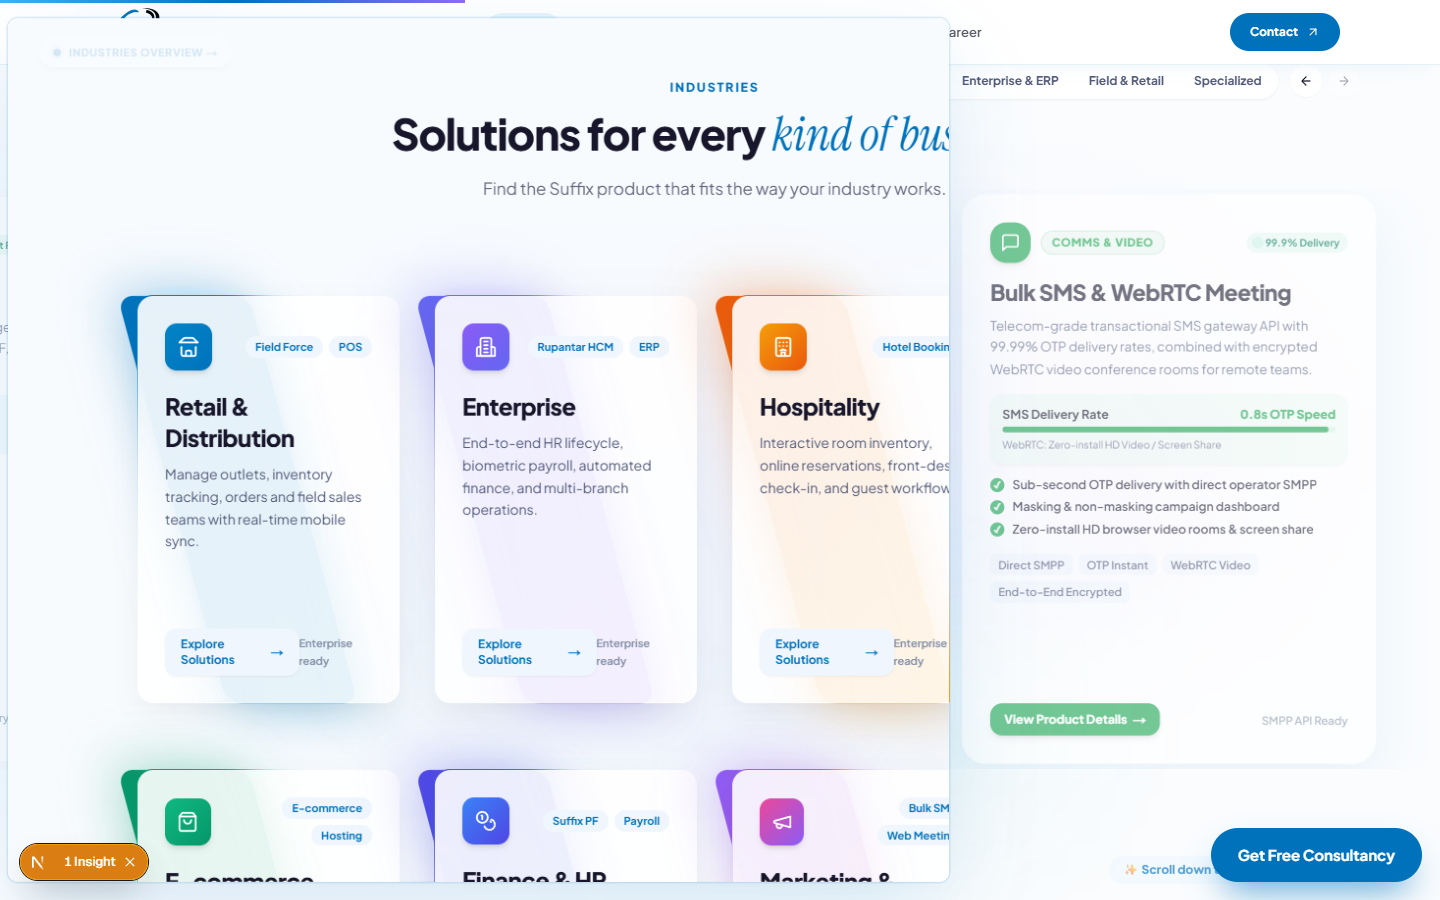 areer
Contact
INDUSTRIES OVERVIEW →
Enterprise & ERP
Field & Retail
Specialized
INDUSTRIES
Solutions for every kind of bus
Find the Suffix product that fits the way your industry works.
Field Force
POS
Retail &
Distribution
Manage outlets, inventory
tracking, orders and field sales
teams with real-time mobile
sync.
Explore
Solutions →
Enterprise
ready
Rupantar HCM
ERP
Enterprise
End-to-end HR lifecycle,
biometric payroll, automated
finance, and multi-branch
operations.
Explore
Solutions →
Enterprise
ready
Hotel Bookin
Hospitality
Interactive room inventory,
online reservations, front-des
check-in, and guest workflow
Explore
Solutions →
Enterprise
ready
COMMS & VIDEO
99.9% Delivery
Bulk SMS & WebRTC Meeting
Telecom-grade transactional SMS gateway API with
99.99% OTP delivery rates, combined with encrypted
WebRTC video conference rooms for remote teams.
SMS Delivery Rate
0.8s OTP Speed
WebRTC: Zero-install HD Video / Screen Share
Sub-second OTP delivery with direct operator SMPP
Masking & non-masking campaign dashboard
Zero-install HD browser video rooms & screen share
Direct SMPP
OTP Instant
WebRTC Video
End-to-End Encrypted
View Product Details →
SMPP API Ready
E-commerce
Hosting
E-commerce
Suffix PF
Payroll
Finance & HR
Bulk SM
Web Meetin
Marketing &
1 Insight
✨ Scroll down
Get Free Consultancy